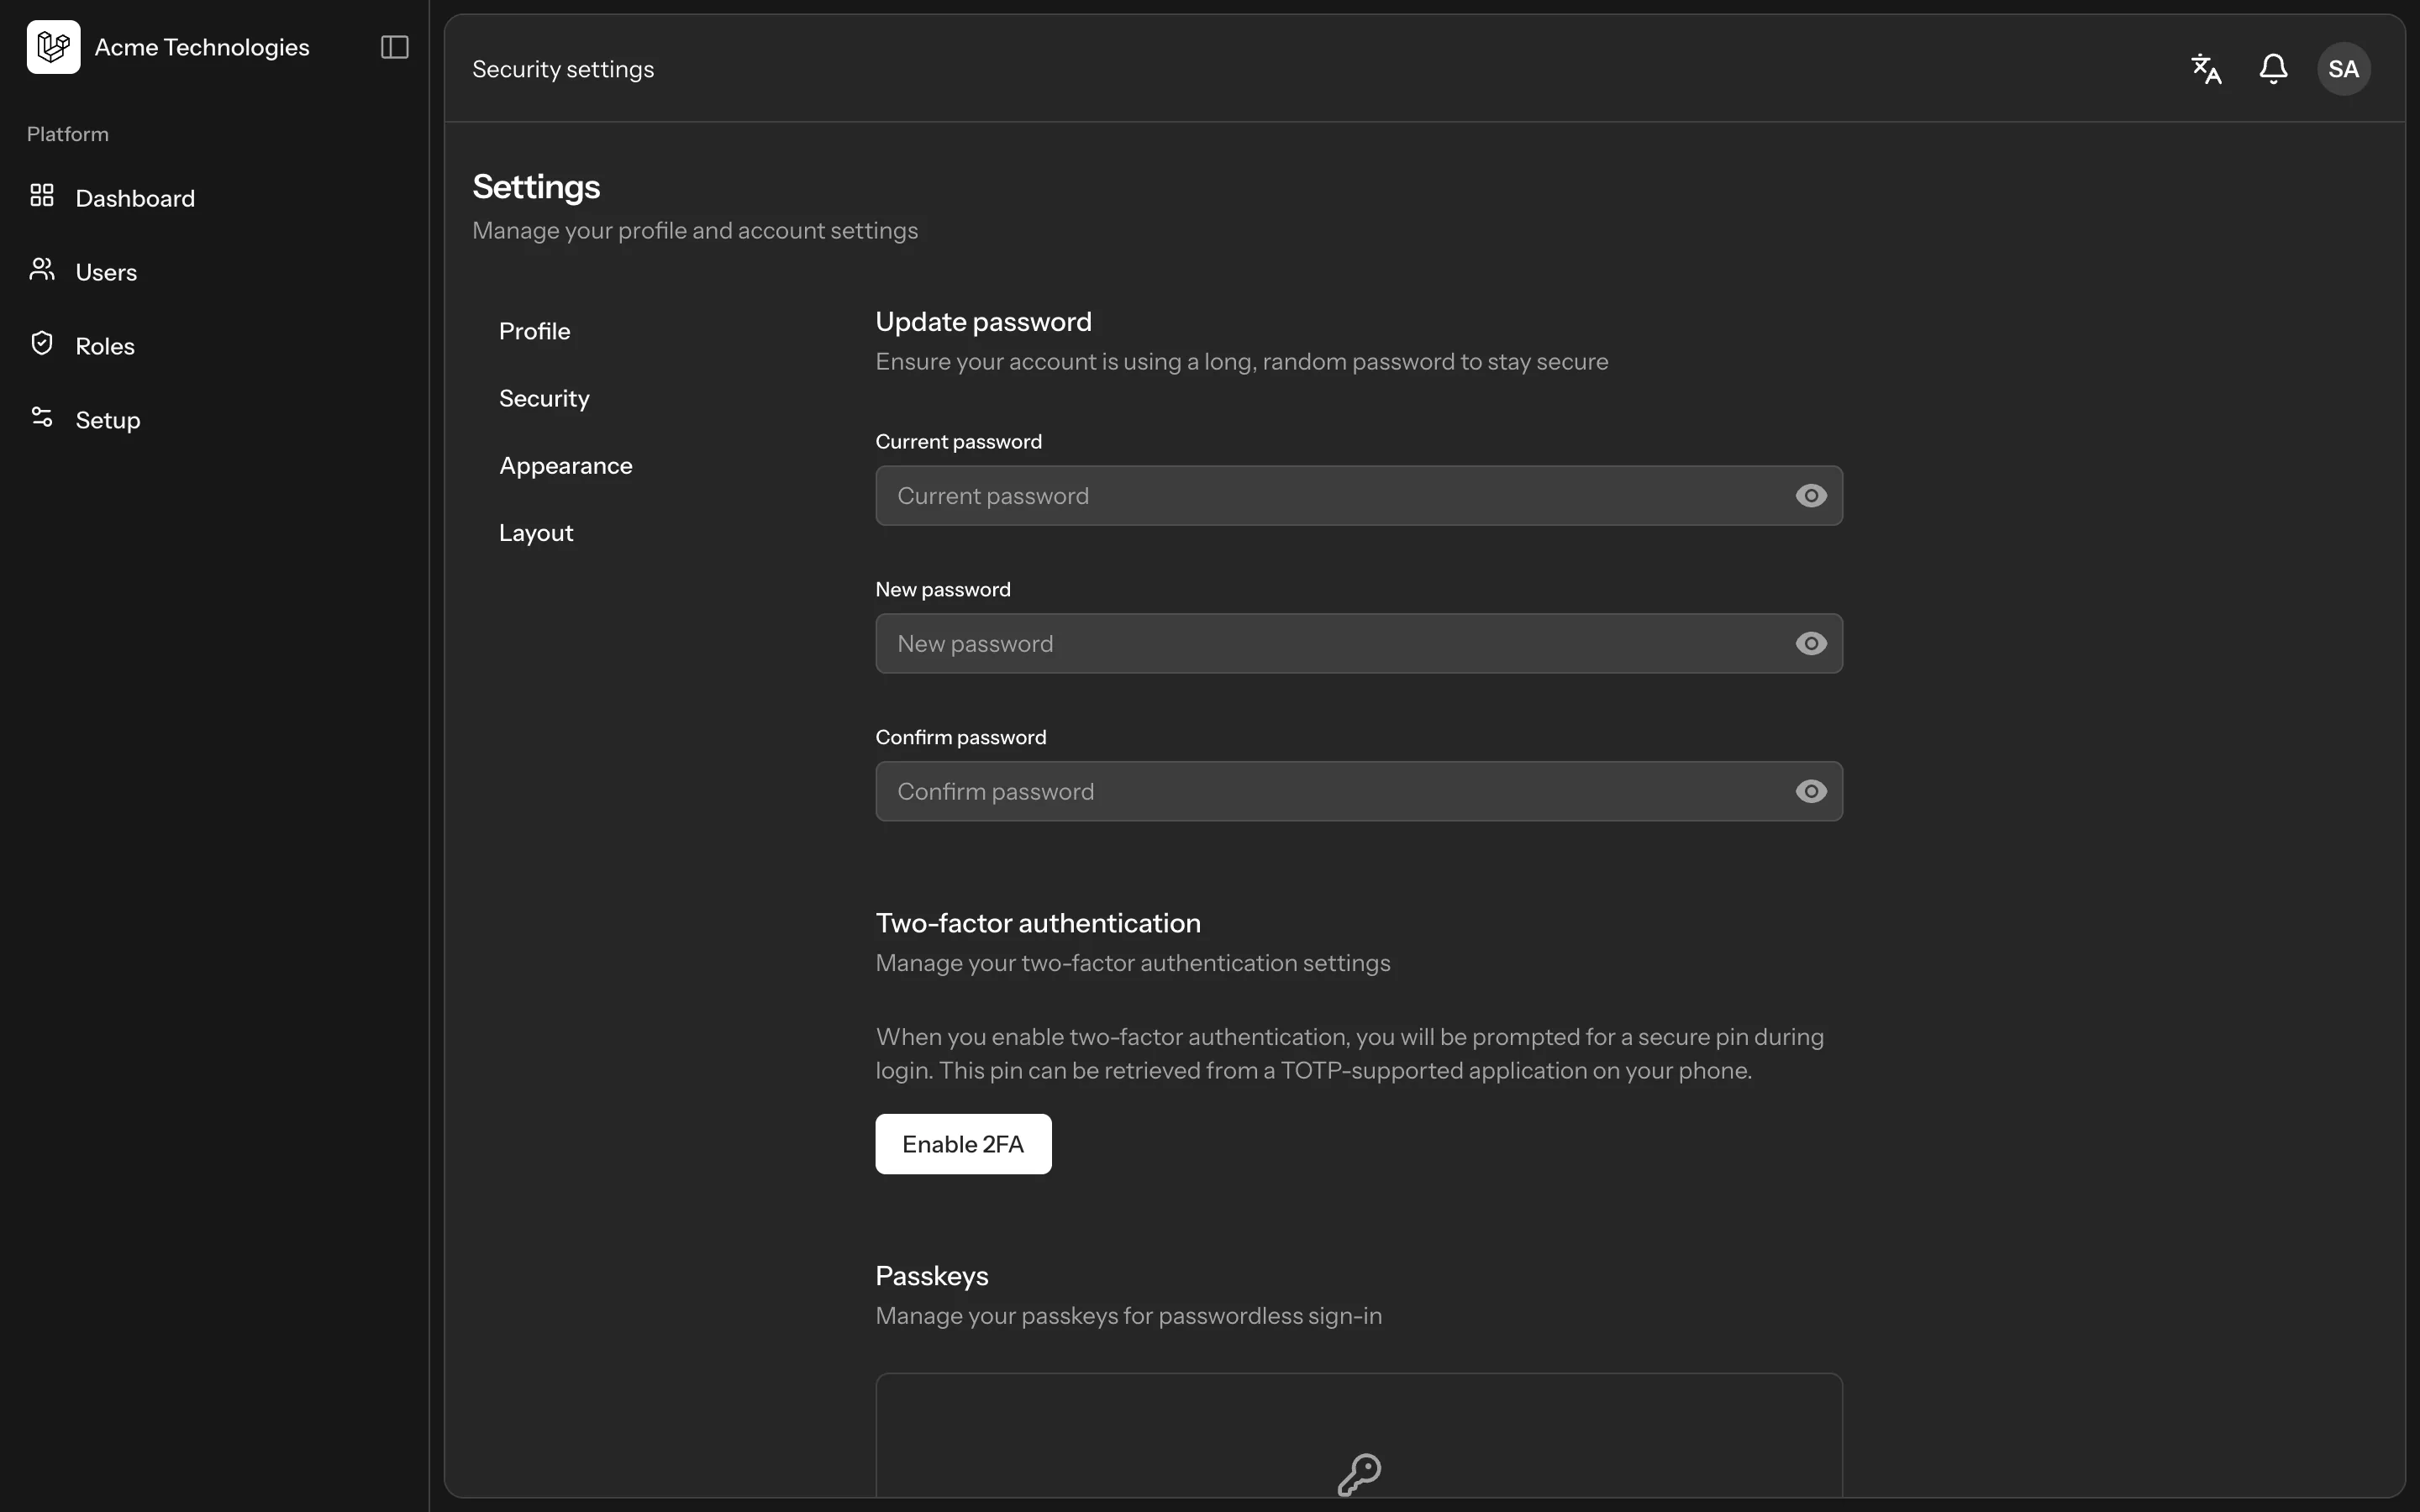 Acme Technologies
Platform
Dashboard
Users
Roles
Setup
Security settings
SA
Settings
Manage your profile and account settings
Profile
Security
Appearance
Layout
Update password
Ensure your account is using a long, random password to stay secure
Current password
Current password
New password
New password
Confirm password
Confirm password
Two-factor authentication
Manage your two-factor authentication settings
When you enable two-factor authentication, you will be prompted for a secure pin during
login. This pin can be retrieved from a TOTP-supported application on your phone.
Enable 2FA
Passkeys
Manage your passkeys for passwordless sign-in